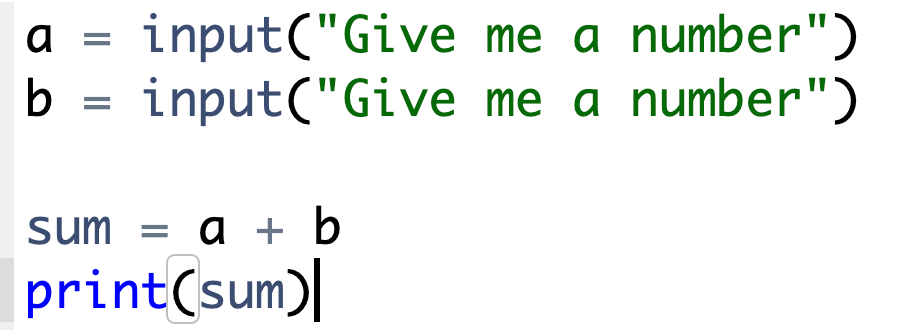 a = input("Give me a number")
b = input("Give me a number")
sum = a + b
print(sum)